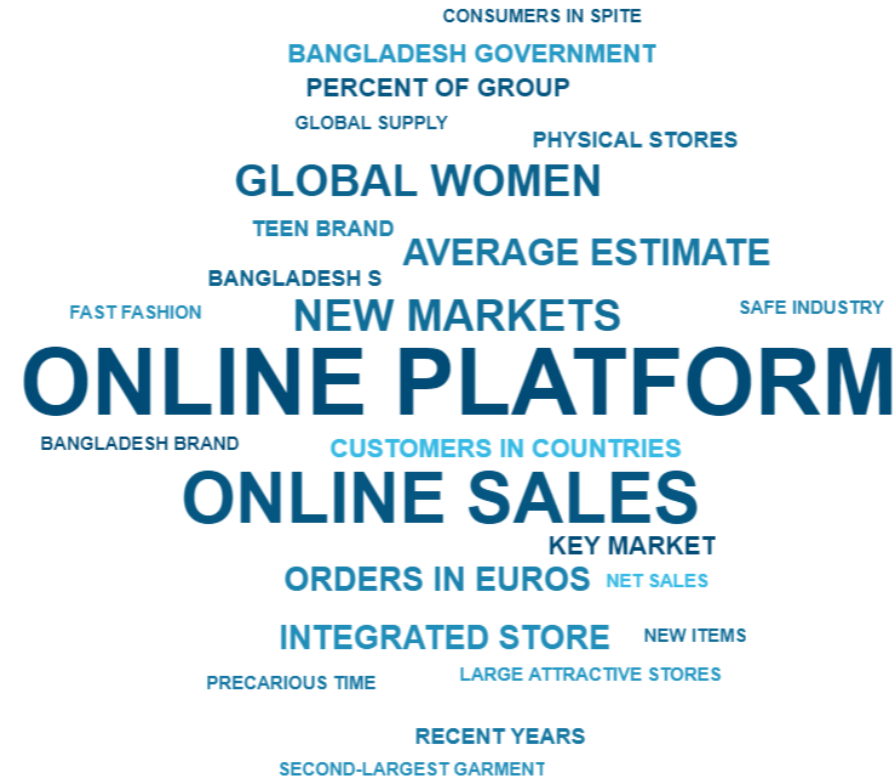 CONSUMERS IN SPITE
BANGLADESH GOVERNMENT
PERCENT OF GROUP
GLOBAL SUPPLY
PHYSICAL STORES
GLOBAL WOMEN
TEEN BRAND
AVERAGE ESTIMATE
BANGLADESH S
FAST FASHION
NEW MARKETS
SAFE INDUSTRY
ONLINE PLATFORM
BANGLADESH BRAND
CUSTOMERS IN COUNTRIES
ONLINE SALES
KEY MARKET
ORDERS IN EUROS
NET SALES
INTEGRATED STORE
NEW ITEMS
PRECARIOUS TIME
LARGE ATTRACTIVE STORES
RECENT YEARS
SECOND-LARGEST GARMENT